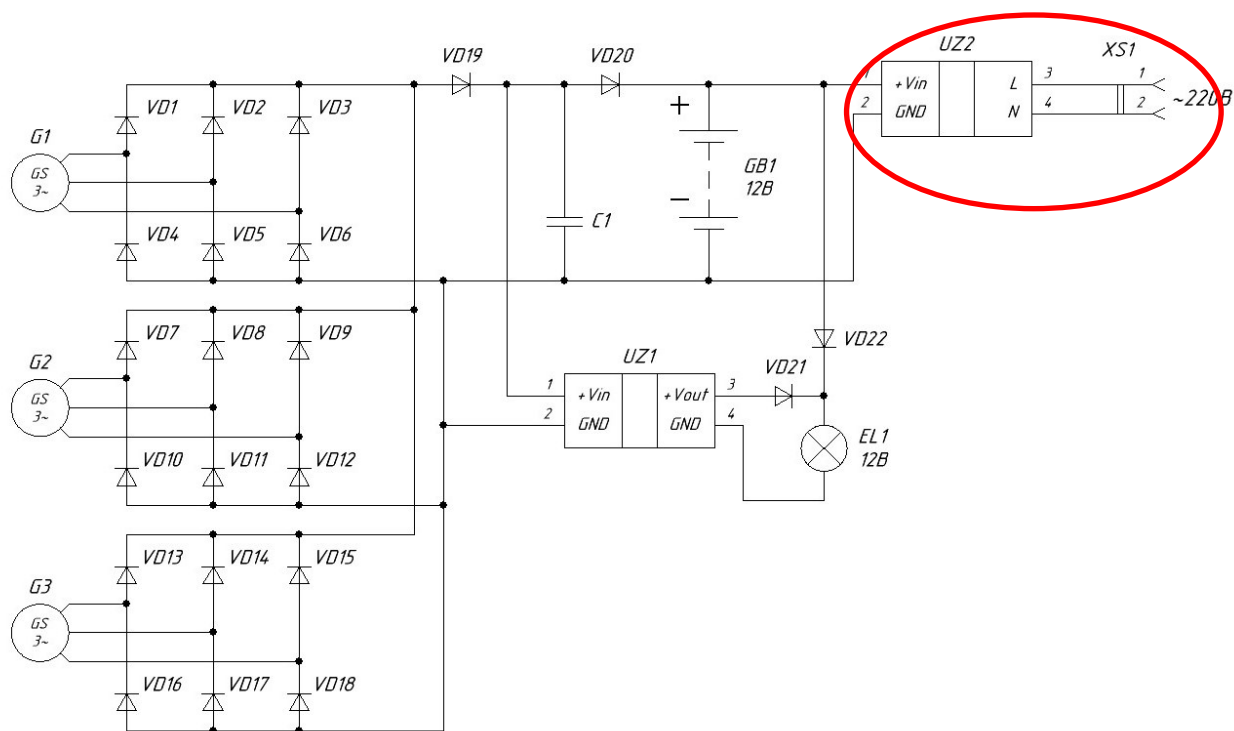 UZ2
XS1
VD19
VD20
1
+Vin
L
3
1
2
GND
N
4
2
~220В
VD1
VD2
VD3
G1
GS
3~
+
GB1
12В
−
C1
VD4
VD5
VD6
VD7
VD8
VD9
VD22
UZ1
VD21
G2
GS
3~
1
+Vin
+Vout
3
2
GND
GND
4
EL1
12В
VD10
VD11
VD12
VD13
VD14
VD15
G3
GS
3~
VD16
VD17
VD18